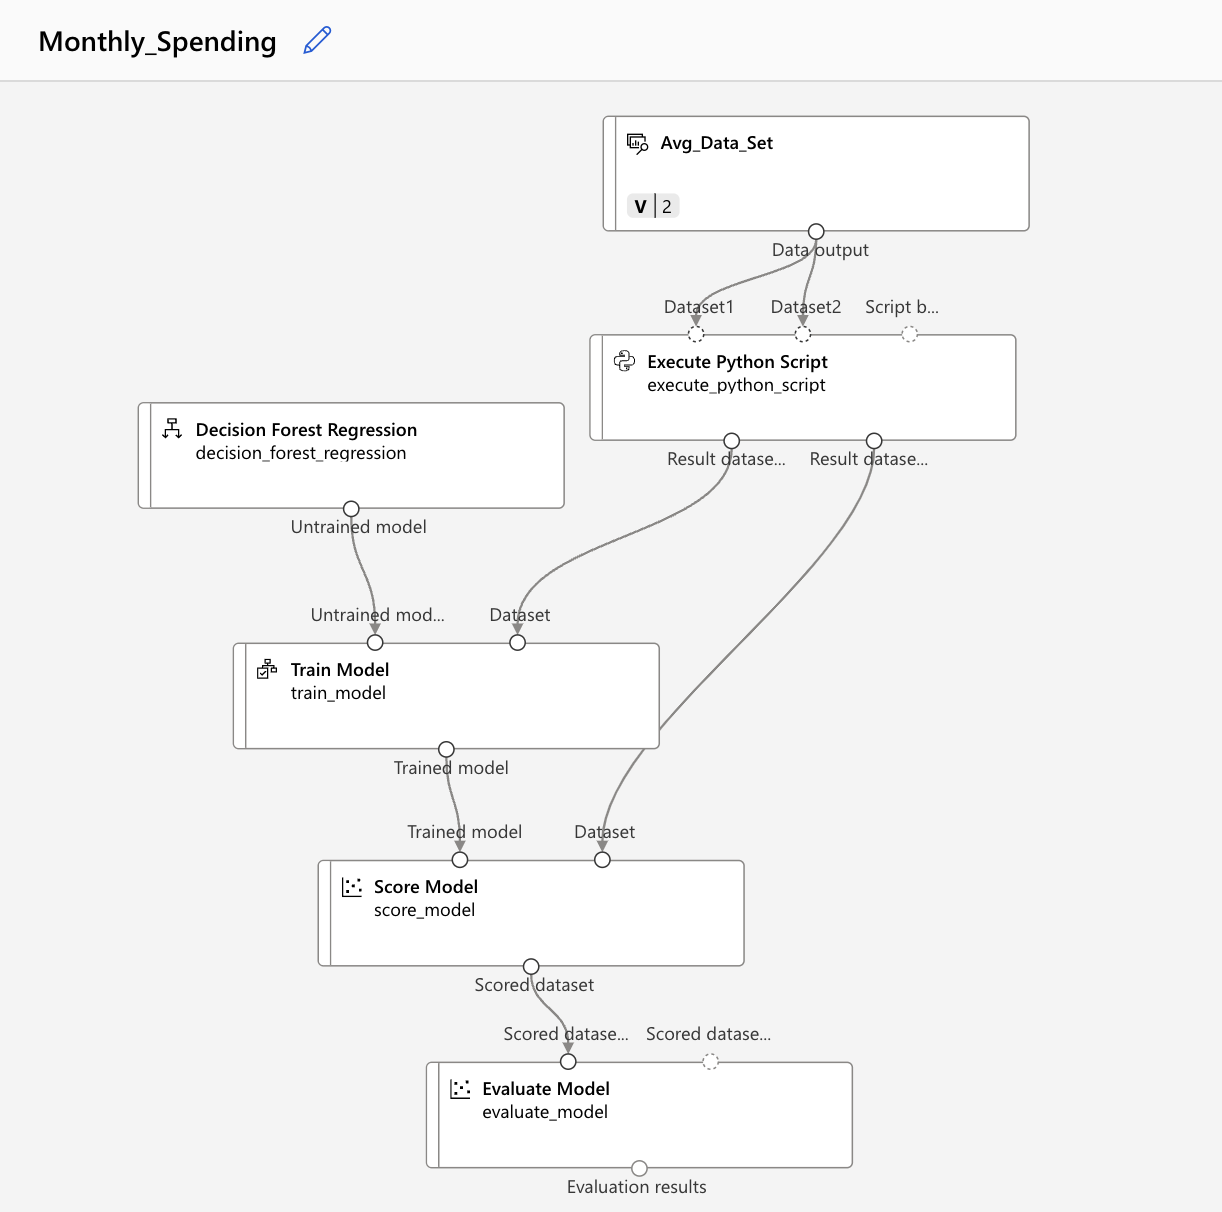 Monthly_Spending
Avg_Data_Set
V 2
Data output
Dataset1 Dataset2 Script b...
Execute Python Script
execute_python_script
Result datase... Result datase...
Decision Forest Regression
decision_forest_regression
Untrained model
Untrained mod... Dataset
Train Model
train_model
Trained model
Trained model Dataset
Score Model
score_model
Scored dataset
Scored datase... Scored datase...
Evaluate Model
evaluate_model
Evaluation results